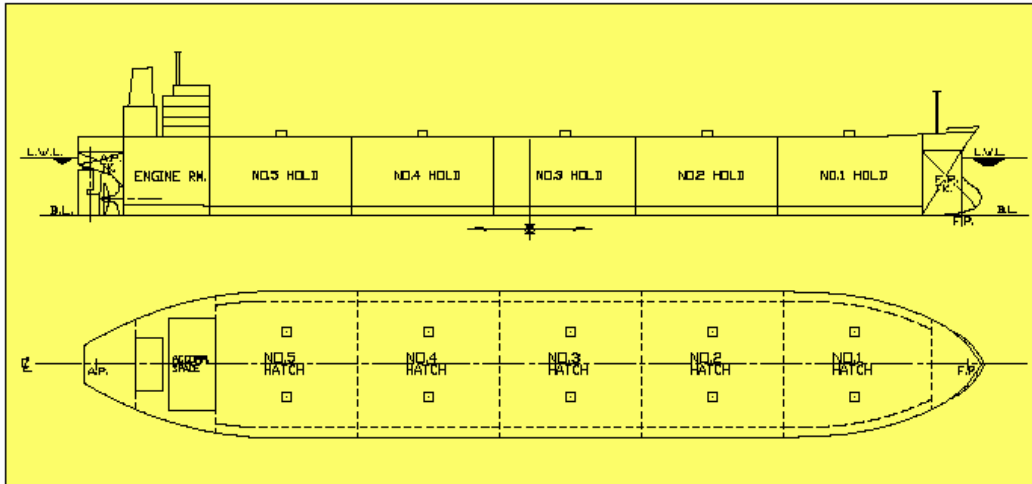 L.W.L.
A.P.
TK.
ENGINE RM.
NO.5 HOLD
NO.4 HOLD
NO.3 HOLD
NO.2 HOLD
NO.1 HOLD
F.P.
TK.
L.W.L.
B.L.
B.L.
F.P.
NO.5
HATCH
NO.4
HATCH
NO.3
HATCH
NO.2
HATCH
NO.1
HATCH
SPACE
A.P.
F.P.